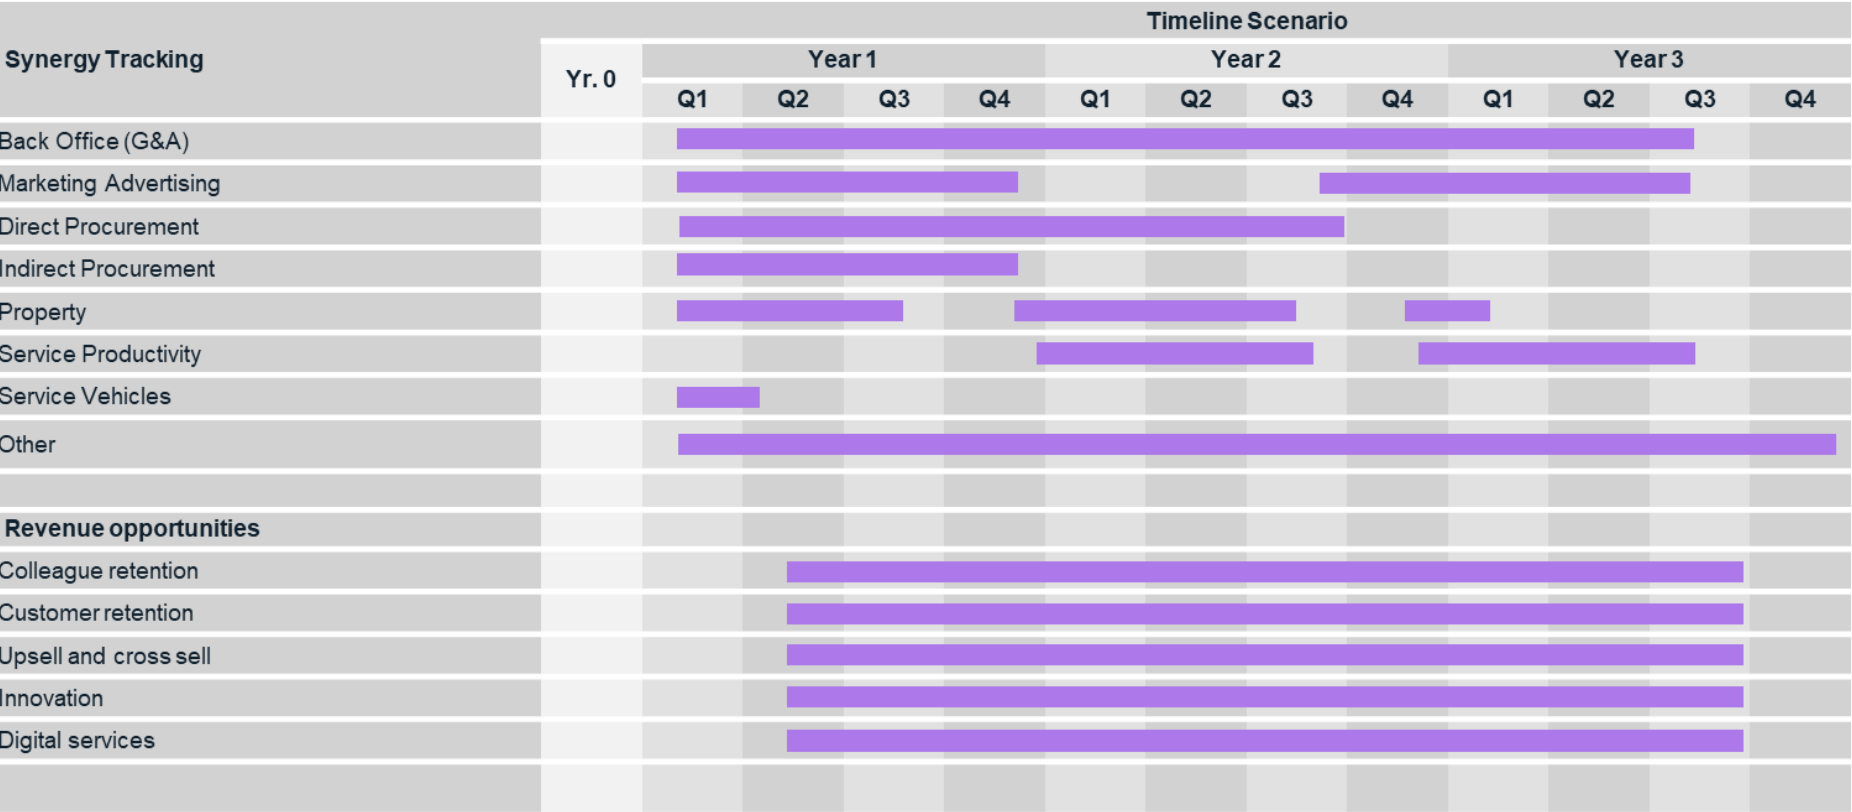 Timeline Scenario
Synergy Tracking
Yr. 0
Year 1 Year 2 Year 3
Q1 Q2 Q3 Q4 Q1 Q2 Q3 Q4 Q1 Q2 Q3 Q4
Back Office (G&A)
Marketing Advertising
Direct Procurement
Indirect Procurement
Property
Service Productivity
Service Vehicles
Other
Revenue opportunities
Colleague retention
Customer retention
Upsell and cross sell
Innovation
Digital services